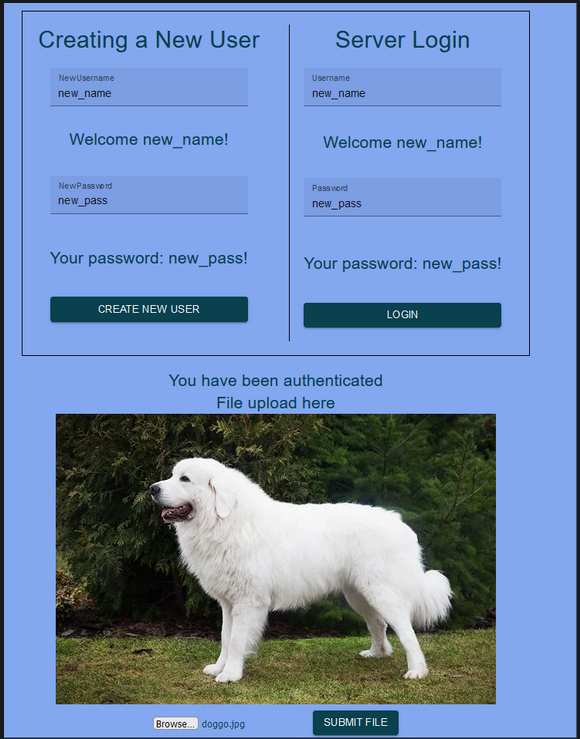 Creating a New User
NewUsername
new_name
Welcome new_name!
NewPassword
new_pass
Your password: new_pass!
CREATE NEW USER
Server Login
Username
new_name
Welcome new_name!
Password
new_pass
Your password: new_pass!
LOGIN
You have been authenticated
File upload here
Browse... doggo.jpg
SUBMIT FILE